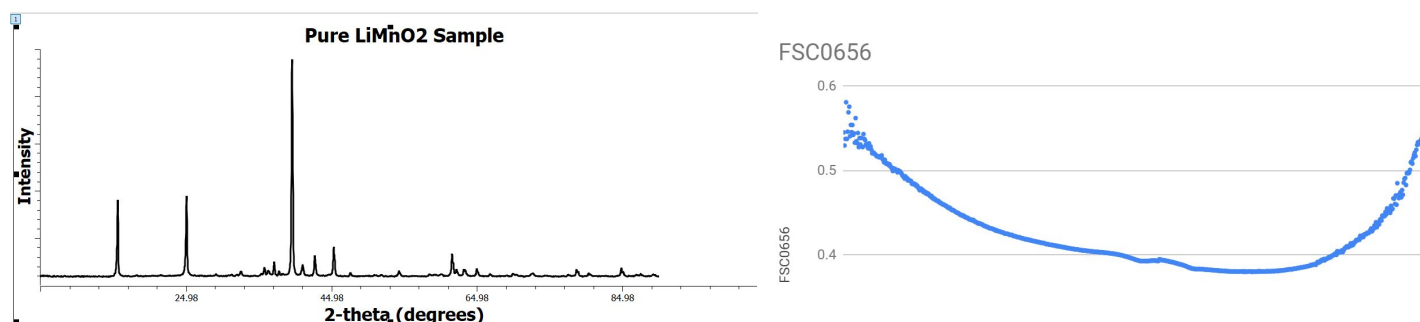 1
Pure LiMnO2 Sample
Intensity
24.98
44.98
64.98
84.98
2-theta (degrees)
FSC0656
0.6
0.5
0.4
FSC0656